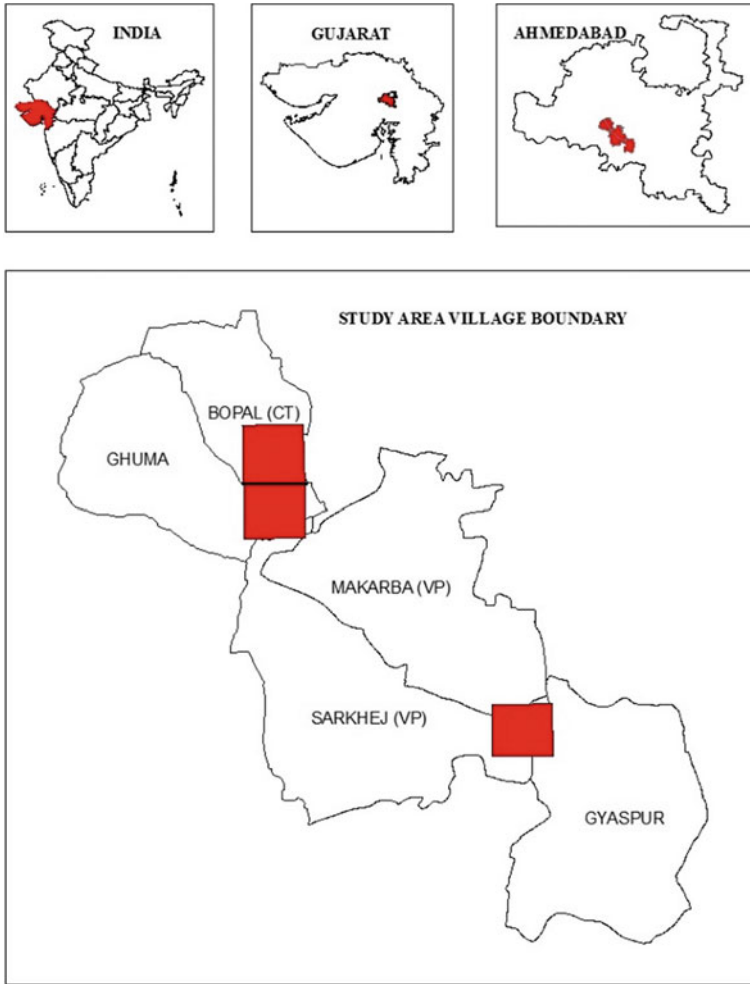 INDIA
GUJARAT
AHMEDABAD
STUDY AREA VILLAGE BOUNDARY
BOPAL (CT)
GHUMA
MAKARBA (VP)
SARKHEJ (VP)
GYASPUR